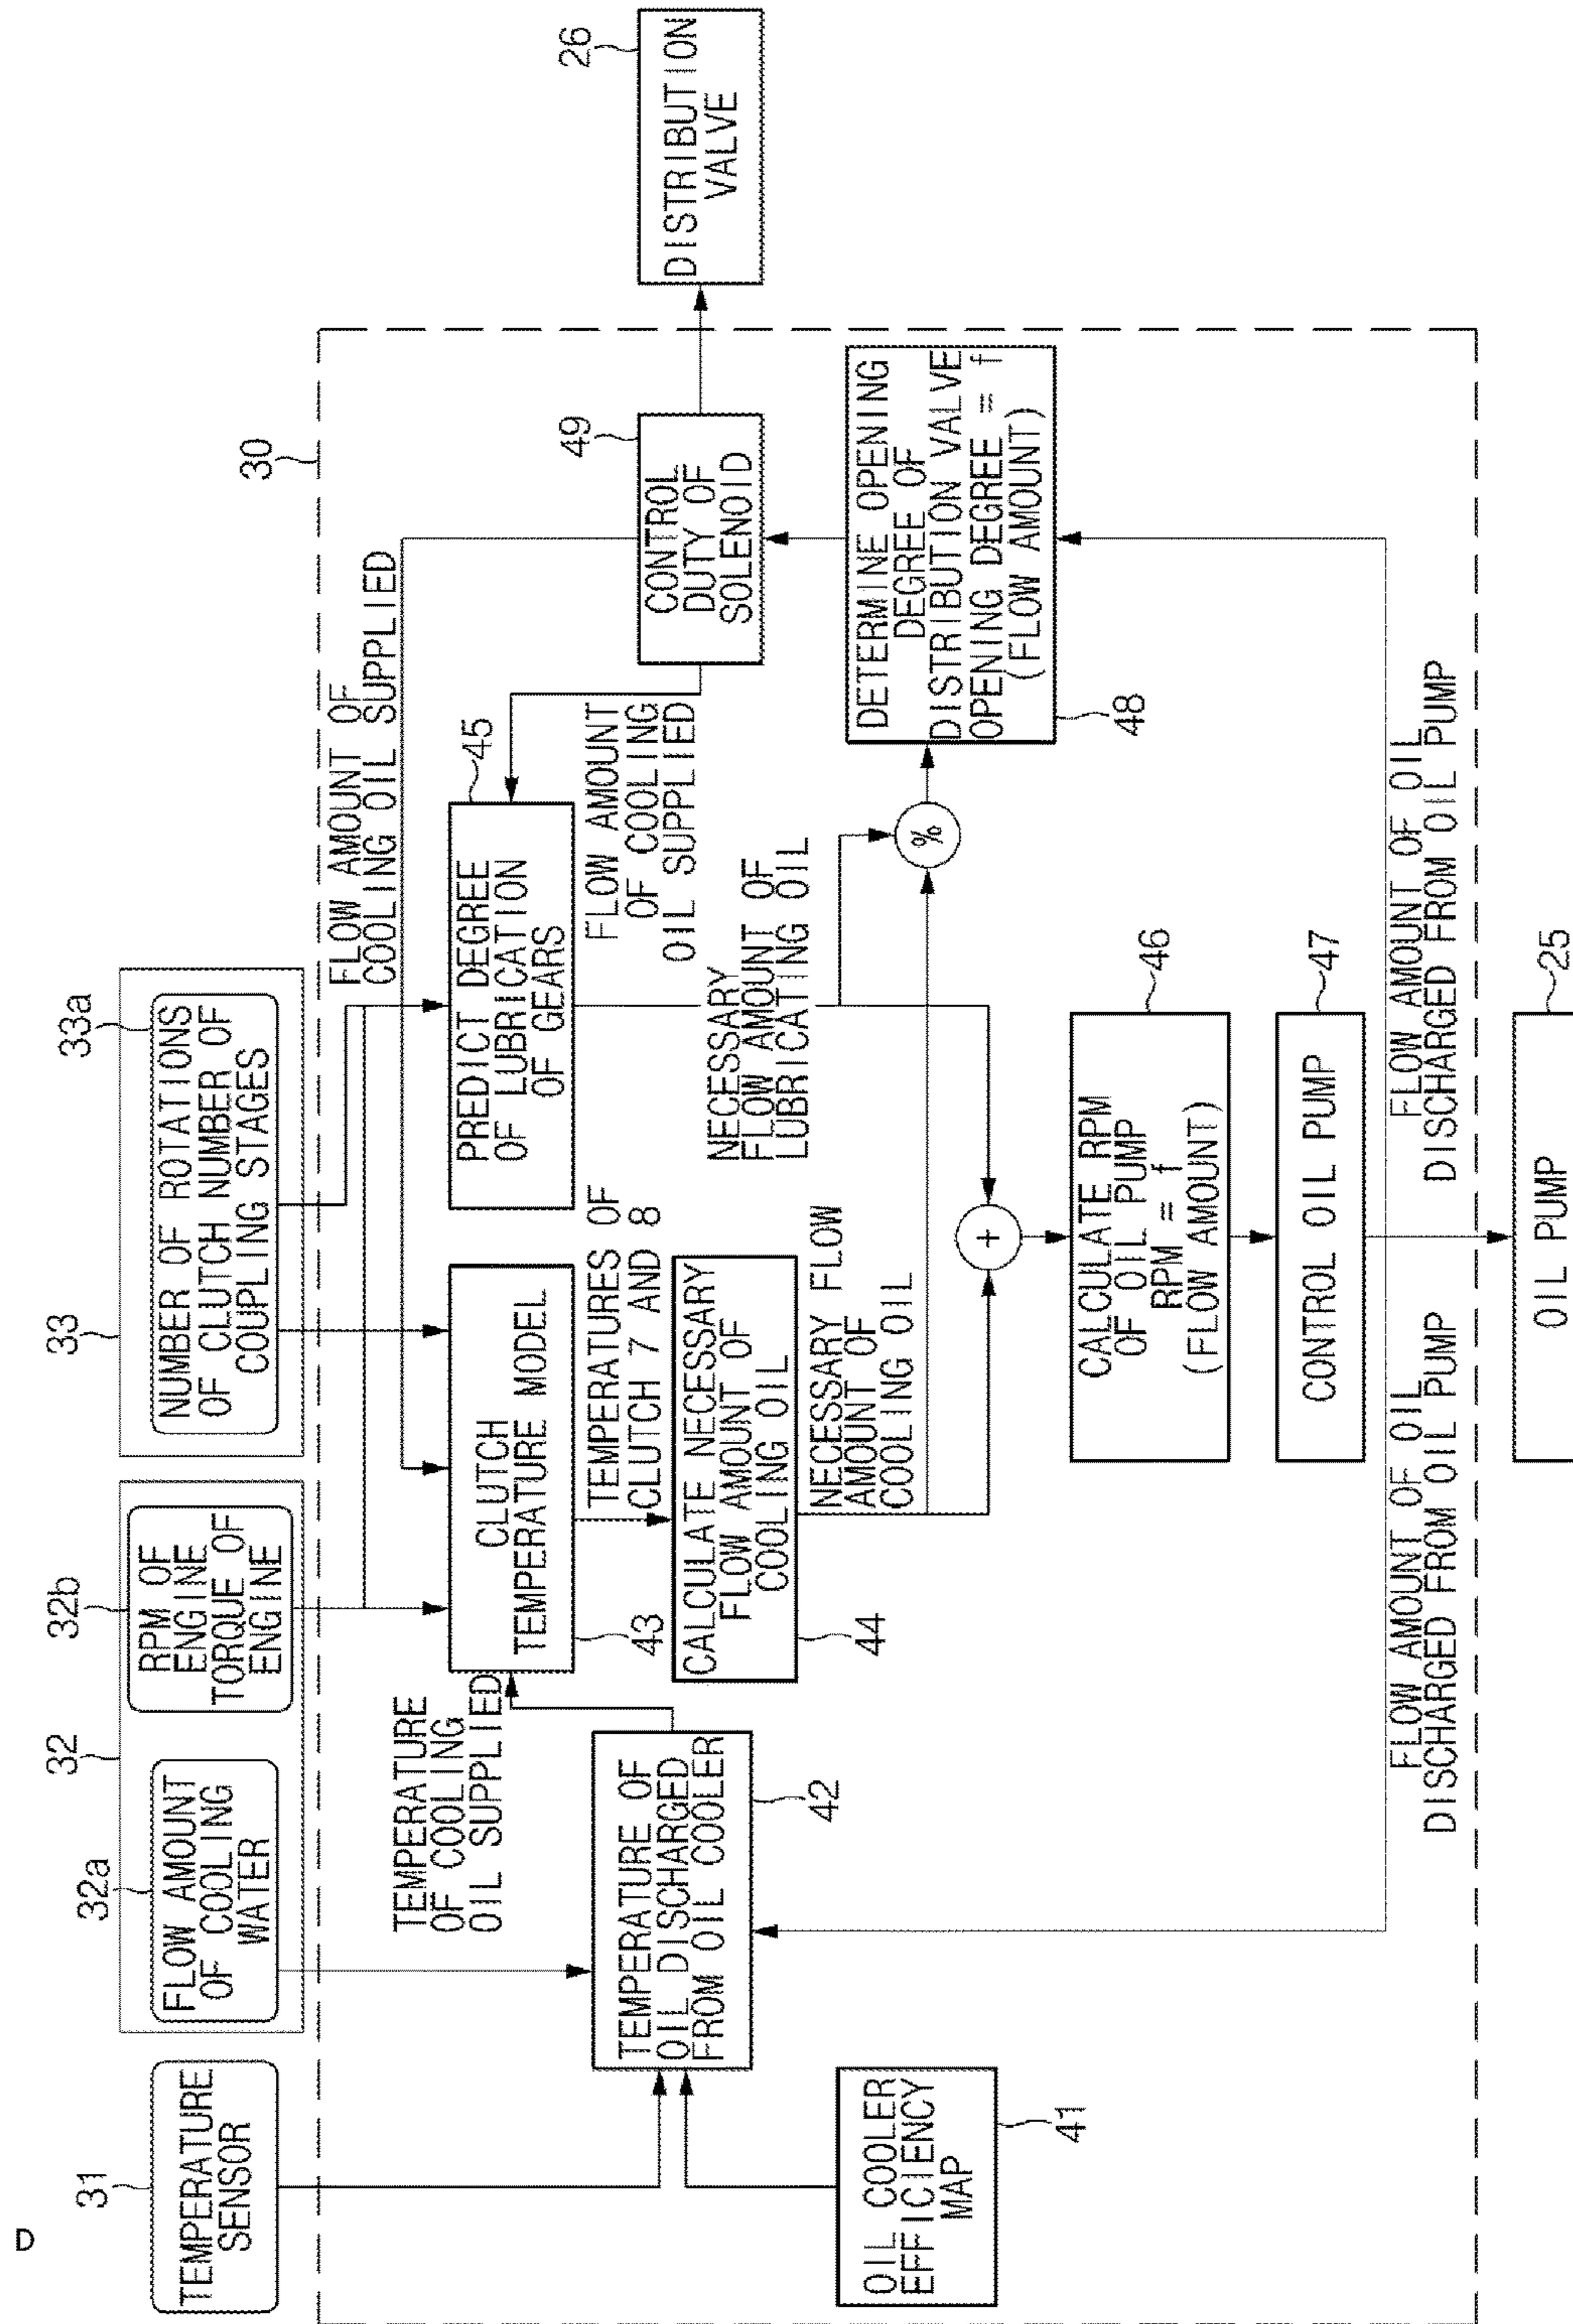 D
31
TEMPERATURE
SENSOR
32
32a
FLOW AMOUNT
OF COOLING
WATER
32b
RPM OF
ENGINE
TORQUE OF
ENGINE
33
33a
NUMBER OF ROTATIONS
OF CLUTCH NUMBER OF
COUPLING STAGES
30
FLOW AMOUNT OF
COOLING OIL SUPPLIED
TEMPERATURE
OF COOLING
OIL SUPPLIED
CLUTCH
TEMPERATURE MODEL
43
PREDICT DEGREE
OF LUBRICATION
OF GEARS
45
FLOW AMOUNT
OF COOLING
OIL SUPPLIED
CONTROL
DUTY OF
SOLENOID
49
DISTRIBUTION
VALVE
26
TEMPERATURE OF
OIL DISCHARGED
FROM OIL COOLER
42
TEMPERATURES OF
CLUTCH 7 AND 8
CALCULATE NECESSARY
FLOW AMOUNT OF
COOLING OIL
44
NECESSARY
FLOW AMOUNT OF
LUBRICATING OIL
OIL COOLER
EFFICIENCY
MAP
41
NECESSARY FLOW
AMOUNT OF
COOLING OIL
%
DETERMINE OPENING
DEGREE OF
DISTRIBUTION VALVE
OPENING DEGREE = f
(FLOW AMOUNT)
48
+
CALCULATE RPM
OF OIL PUMP
RPM = f
(FLOW AMOUNT)
46
CONTROL OIL PUMP
47
FLOW AMOUNT OF OIL
DISCHARGED FROM OIL PUMP
FLOW AMOUNT OF OIL
DISCHARGED FROM OIL PUMP
OIL PUMP
25